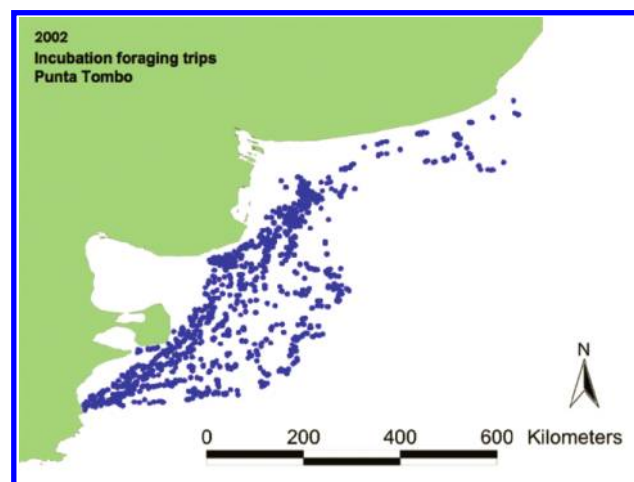 2002
Incubation foraging trips
Punta Tombo
N
0 200 400 600 Kilometers